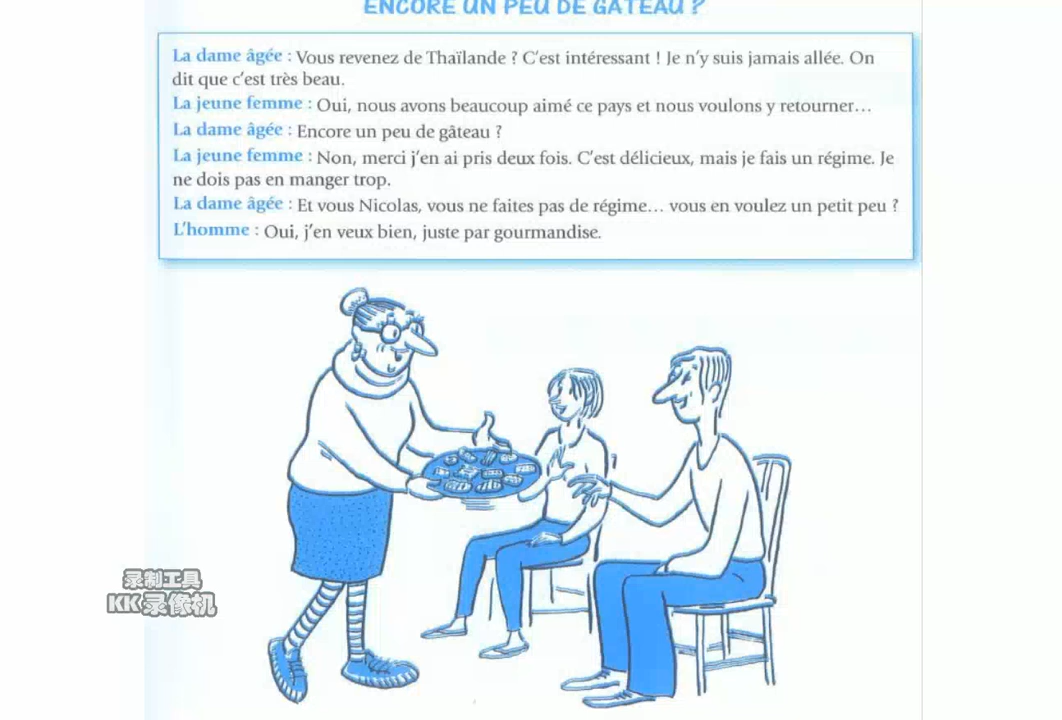 ENCORE UN PEU DE GÂTEAU ?
La dame âgée : Vous revenez de Thaïlande ? C'est intéressant ! Je n'y suis jamais allée. On
dit que c'est très beau.
La jeune femme : Oui, nous avons beaucoup aimé ce pays et nous voulons y retourner…
La dame âgée : Encore un peu de gâteau ?
La jeune femme : Non, merci j'en ai pris deux fois. C'est délicieux, mais je fais un régime. Je
ne dois pas en manger trop.
La dame âgée : Et vous Nicolas, vous ne faites pas de régime… vous en voulez un petit peu ?
L'homme : Oui, j'en veux bien, juste par gourmandise.
录制工具
KK录像机